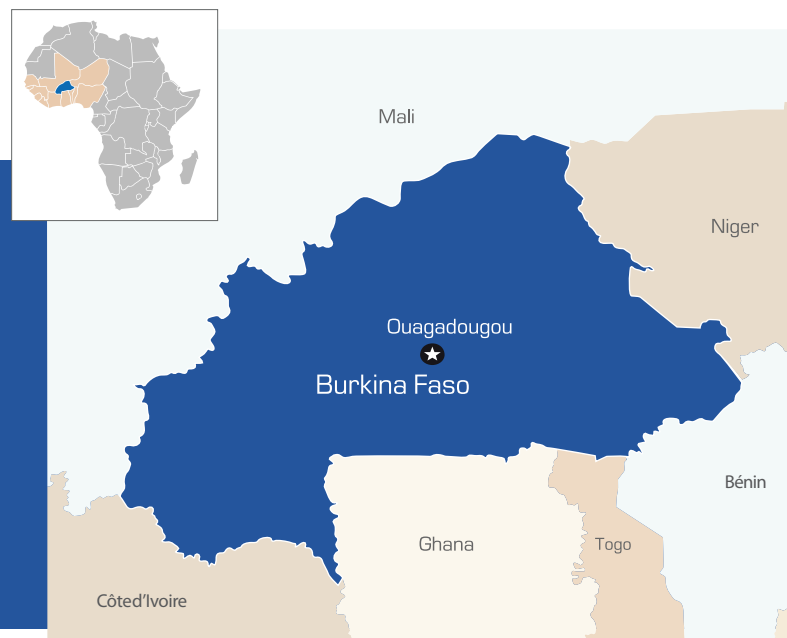 Mali
Niger
Ouagadougou
Burkina Faso
Bénin
Ghana
Togo
Côted'Ivoire